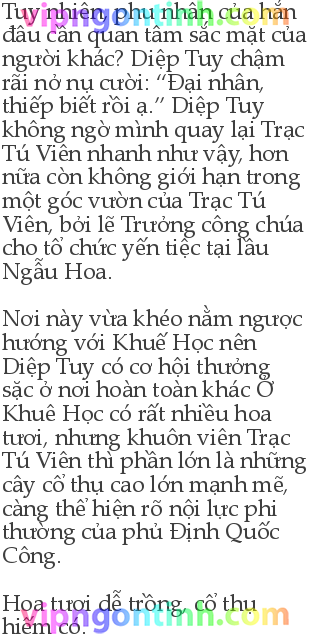 Tuy nhiên, phu nhân của hắn
đâu cần quan tâm sắc mặt của
người khác? Diệp Tuy chậm
rãi nở nụ cười: “Đại nhân,
thiếp biết rồi ạ.” Diệp Tuy
không ngờ mình quay lại Trạc
Tú Viên nhanh như vậy, hơn
nữa còn không giới hạn trong
một góc vườn của Trạc Tú
Viên, bởi lẽ Trưởng công chúa
cho tổ chức yến tiệc tại lầu
Ngẫu Hoa.
Nơi này vừa khéo nằm ngược
hướng với Khuê Học nên
Diệp Tuy có cơ hội thưởng
sặc ở nơi hoàn toàn khác Ở
Khuê Học có rất nhiều hoa
tươi, nhưng khuôn viên Trạc
Tú Viên thì phần lớn là những
cây cổ thụ cao lớn mạnh mẽ,
càng thể hiện rõ nội lực phi
thường của phủ Định Quốc
Công.
Hoa tươi dễ trồng, cổ thụ
hiếm có.
vipngontinh.com
vipngontinh.com